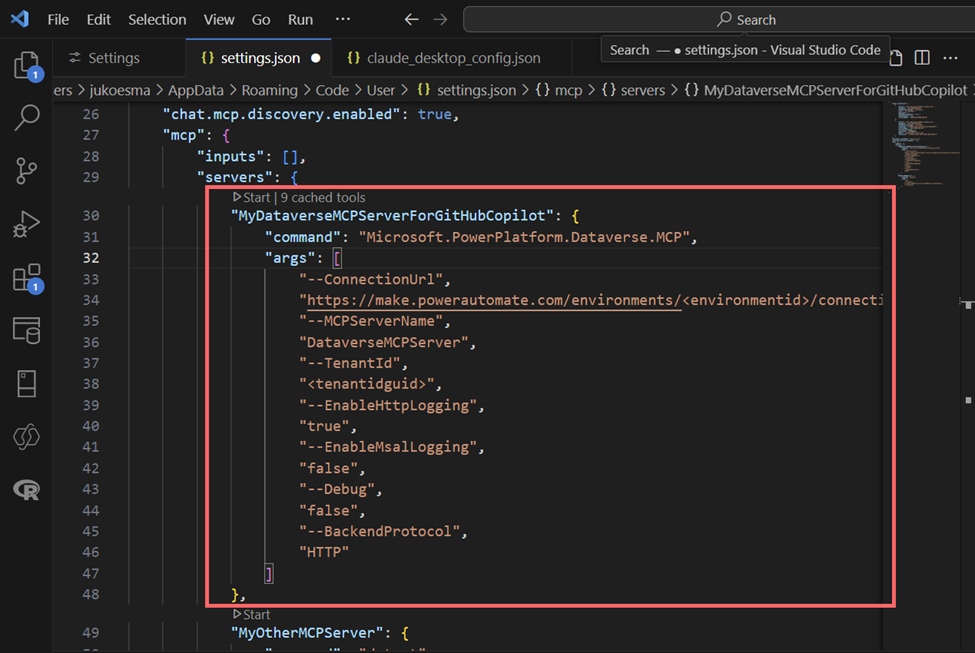 File Edit Selection View Go Run ··· Search
Settings settings.json claude_desktop_config.json
Search — ● settings.json - Visual Studio Code
ers > jukoesma > AppData > Roaming > Code > User > {} settings.json > {} mcp > {} servers > {} MyDataverseMCPServerForGitHubCopilot
1
1
26 "chat.mcp.discovery.enabled": true,
27 "mcp": {
28 "inputs": [],
29 "servers": {
Start | 9 cached tools
30 "MyDataverseMCPServerForGitHubCopilot": {
31 "command": "Microsoft.PowerPlatform.Dataverse.MCP",
32 "args": [
33 "--ConnectionUrl",
34 "https://make.powerautomate.com/environments/<environmentid>/connecti
35 "--MCPServerName",
36 "DataverseMCPServer",
37 "--TenantId",
38 "<tenantidguid>",
39 "--EnableHttpLogging",
40 "true",
41 "--EnableMsalLogging",
42 "false",
43 "--Debug",
44 "false",
45 "--BackendProtocol",
46 "HTTP"
47 ]
48 },
Start
49 "MyOtherMCPServer": {